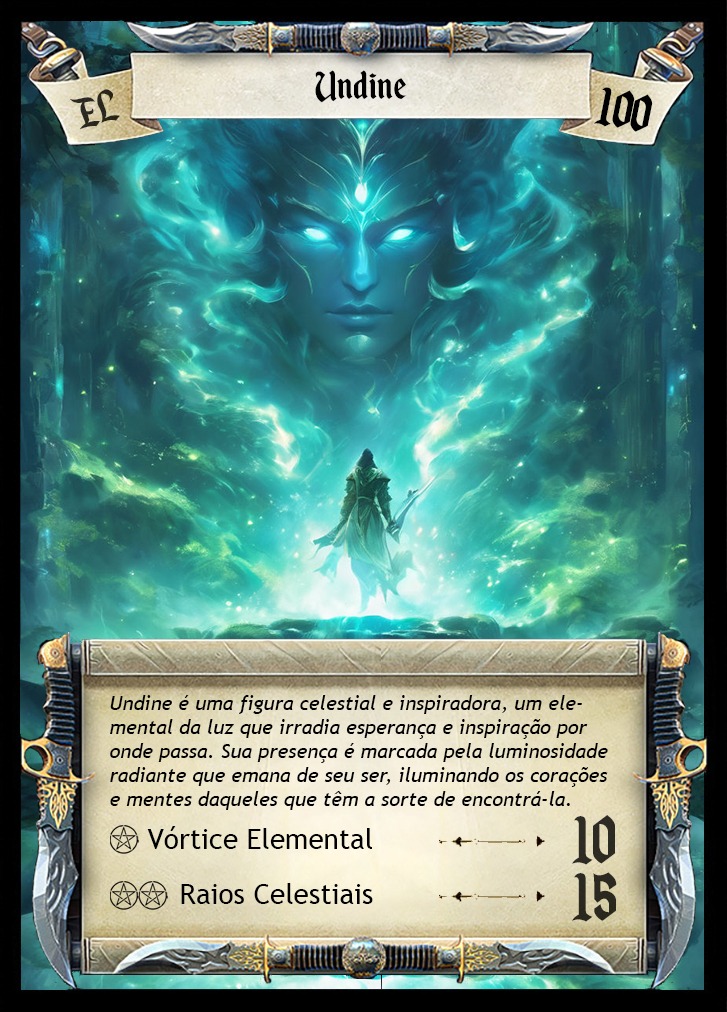 Undine
EL
100
Undine é uma figura celestial e inspiradora, um ele-
mental da luz que irradia esperança e inspiração por
onde passa. Sua presença é marcada pela luminosidade
radiante que emana de seu ser, iluminando os corações
e mentes daqueles que têm a sorte de encontrá-la.
Vórtice Elemental 10
Raios Celestiais 15